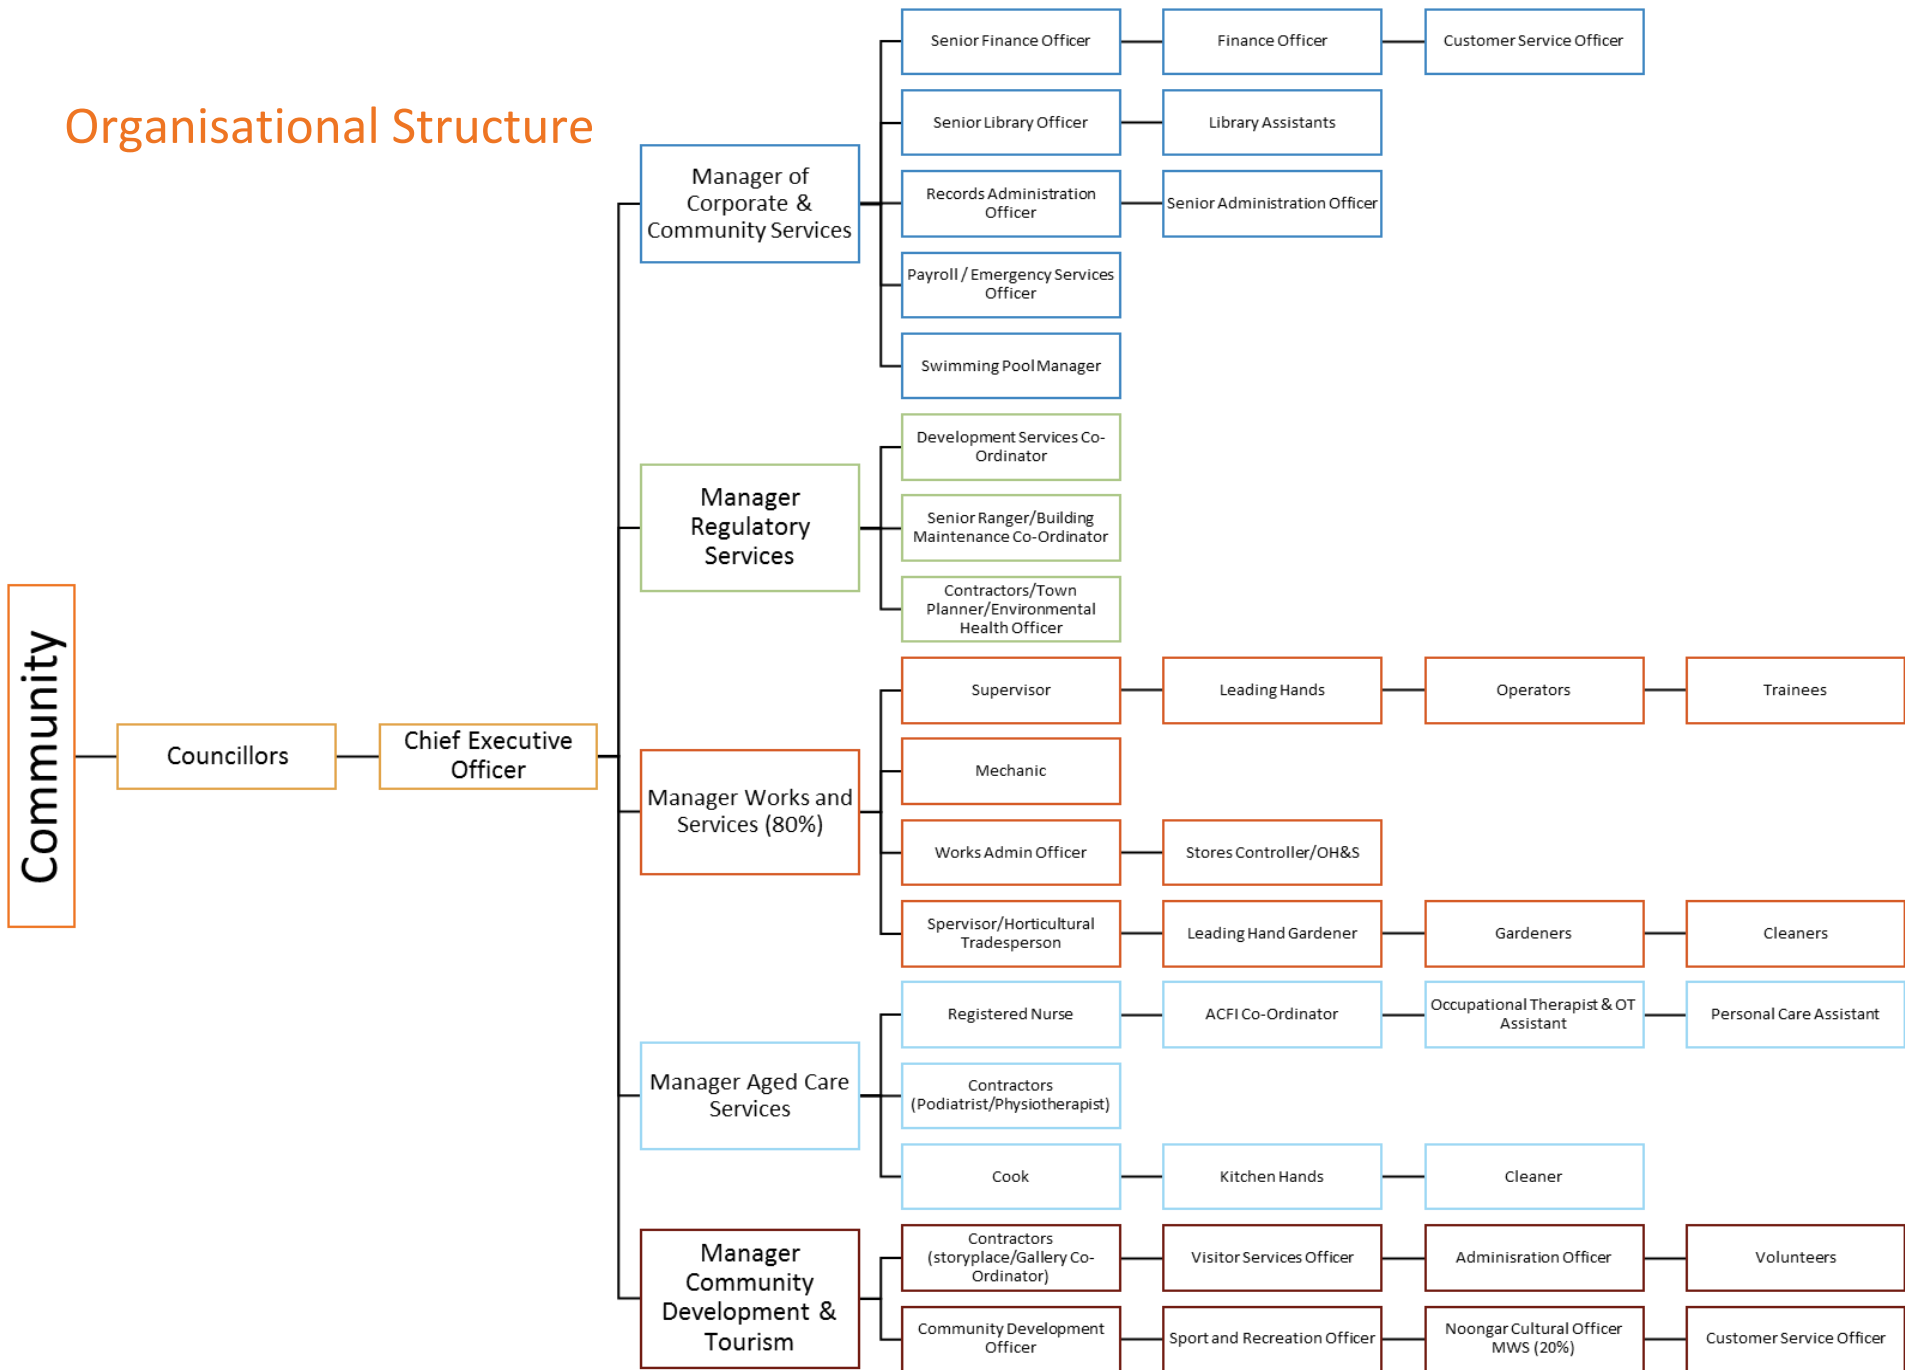 Organisational Structure
Community
Councillors
Chief Executive
Officer
Manager of
Corporate &
Community Services
Senior Finance Officer
Finance Officer
Customer Service Officer
Senior Library Officer
Library Assistants
Records Administration
Officer
Senior Administration Officer
Payroll / Emergency Services
Officer
Swimming Pool Manager
Manager
Regulatory
Services
Development Services Co-
Ordinator
Senior Ranger/Building
Maintenance Co-Ordinator
Contractors/Town
Planner/Environmental
Health Officer
Manager Works and
Services (80%)
Supervisor
Leading Hands
Operators
Trainees
Mechanic
Works Admin Officer
Stores Controller/OH&S
Spervisor/Horticultural
Tradesperson
Leading Hand Gardener
Gardeners
Cleaners
Manager Aged Care
Services
Registered Nurse
ACFI Co-Ordinator
Occupational Therapist & OT
Assistant
Personal Care Assistant
Contractors
(Podiatrist/Physiotherapist)
Cook
Kitchen Hands
Cleaner
Manager
Community
Development &
Tourism
Contractors
(storyplace/Gallery Co-
Ordinator)
Visitor Services Officer
Adminisration Officer
Volunteers
Community Development
Officer
Sport and Recreation Officer
Noongar Cultural Officer
MWS (20%)
Customer Service Officer